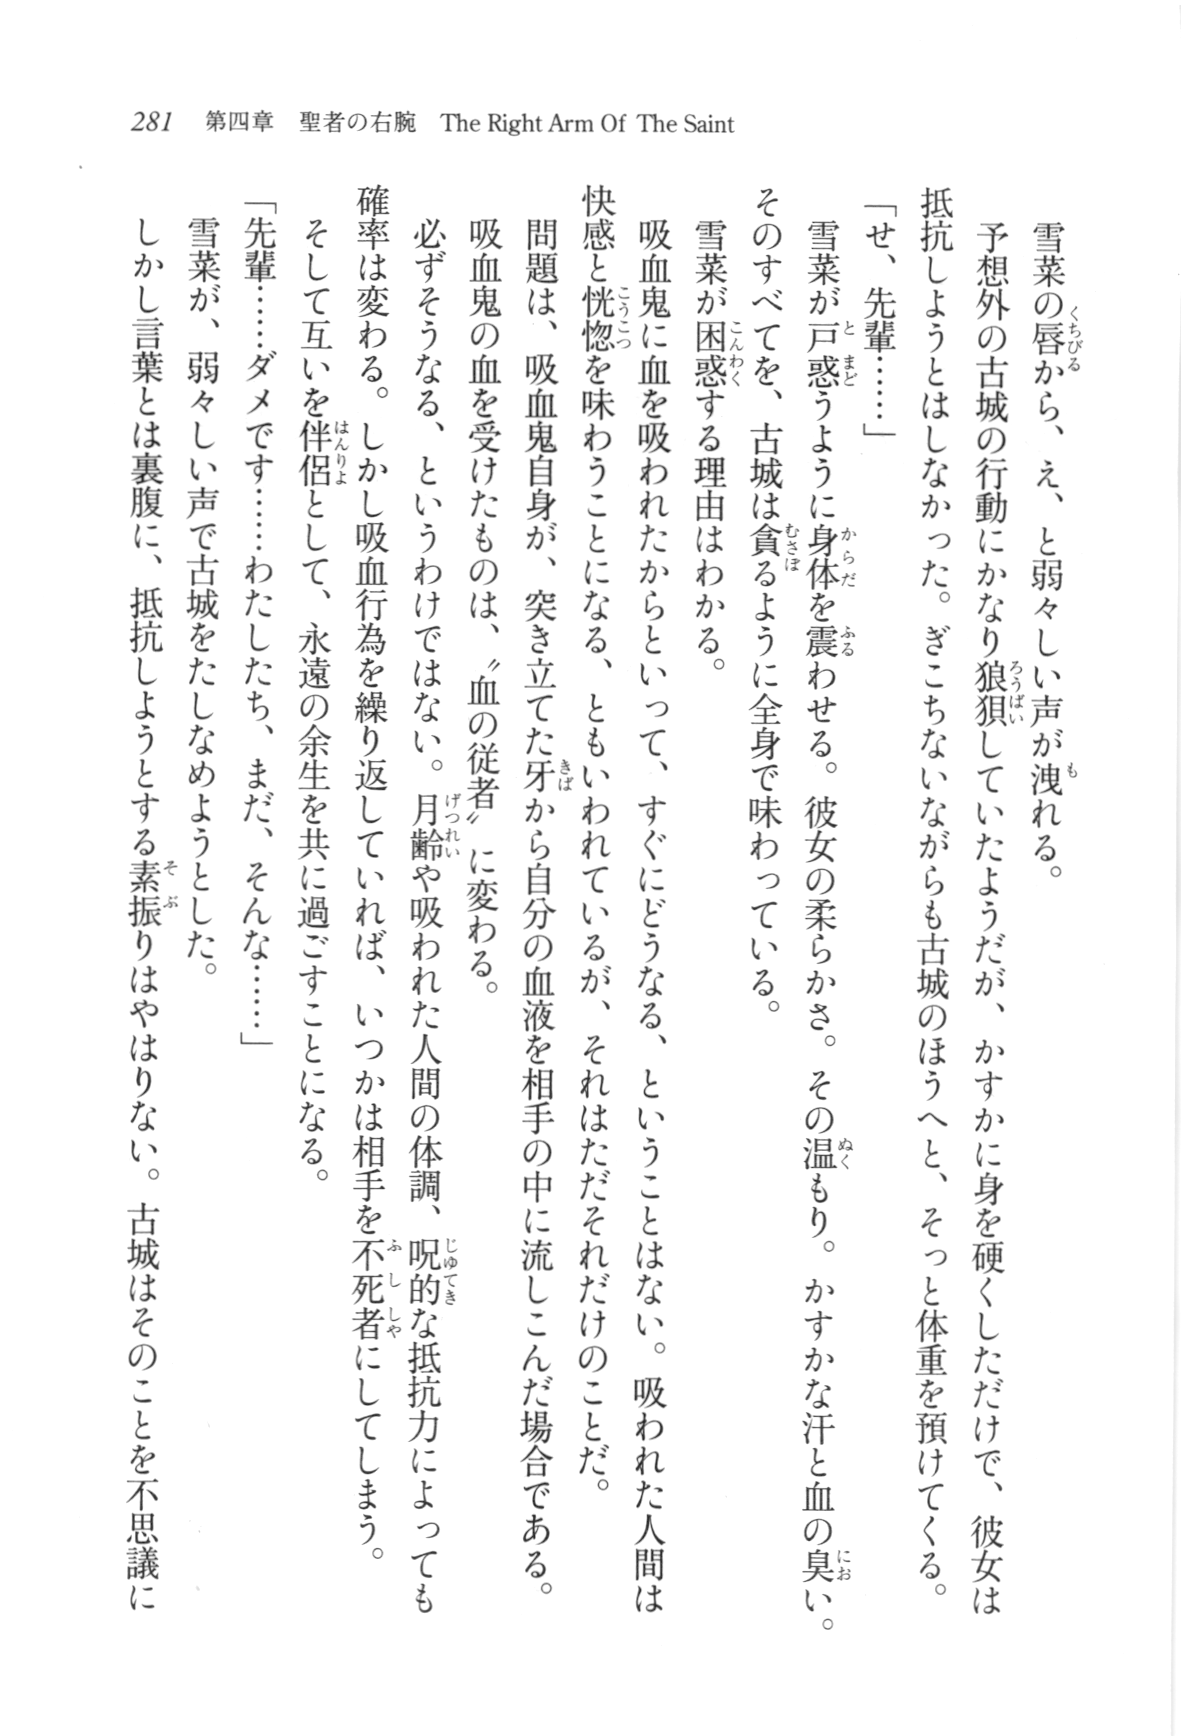 281 第四章 聖者の右腕 The Right Arm Of The Saint
雪菜の唇から、え、と弱々しい声が洩れる。
予想外の古城の行動にかなり狼狽していたようだが、かすかに身を硬くしただけで、彼女は
抵抗しようとはしなかった。ぎこちないながらも古城のほうへと、そっと体重を預けてくる。
「せ、先輩……」
雪菜が戸惑うように身体を震わせる。彼女の柔らかさ。その温もり。かすかな汗と血の臭い。
そのすべてを、古城は貪るように全身で味わっている。
雪菜が困惑する理由はわかる。
吸血鬼に血を吸われたからといって、すぐにどうなる、ということはない。吸われた人間は
快感と恍惚を味わうことになる、ともいわれているが、それはただそれだけのことだ。
問題は、吸血鬼自身が、突き立てた牙から自分の血液を相手の中に流しこんだ場合である。
吸血鬼の血を受けたものは、〝血の従者〟に変わる。
必ずそうなる、というわけではない。月齢や吸われた人間の体調、呪的な抵抗力によっても
確率は変わる。しかし吸血行為を繰り返していれば、いつかは相手を不死者にしてしまう。
そして互いを伴侶として、永遠の余生を共に過ごすことになる。
「先輩……ダメです……わたしたち、まだ、そんな……」
雪菜が、弱々しい声で古城をたしなめようとした。
しかし言葉とは裏腹に、抵抗しようとする素振りはやはりない。古城はそのことを不思議に